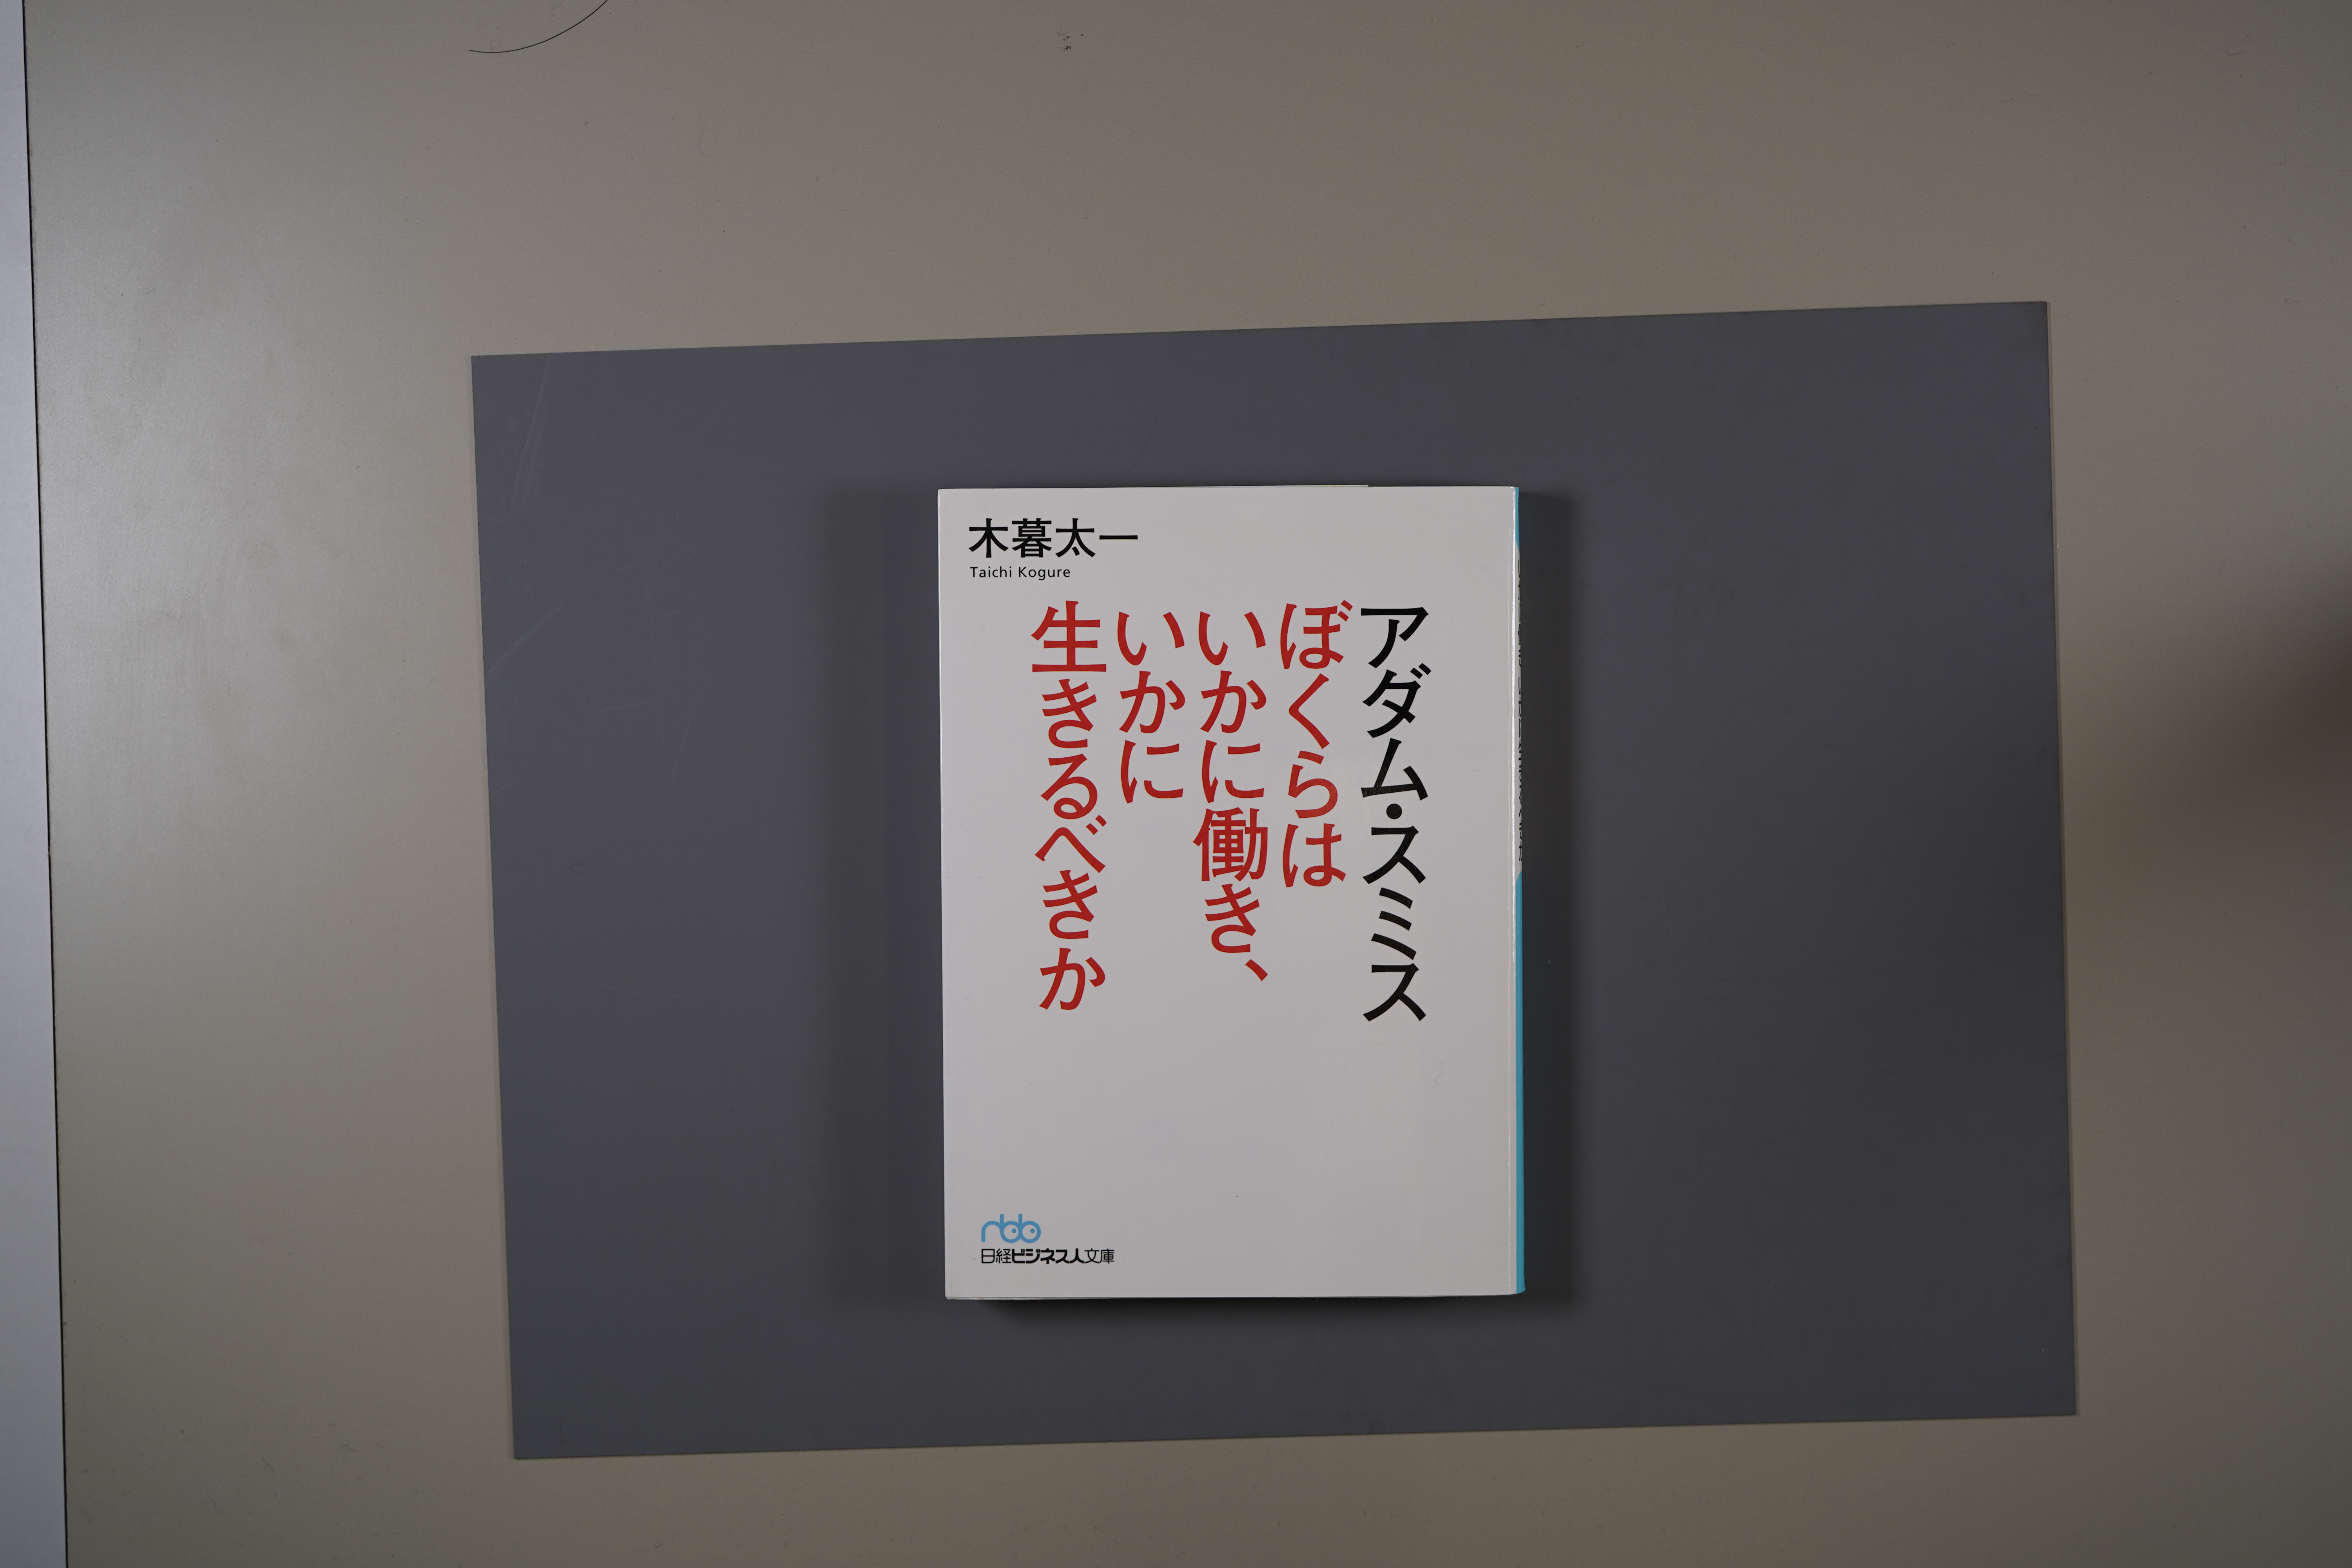 木暮太一
Taichi Kogure
アダム・スミス
ぼくらは
いかに働き、
いかに
生きるべきか
nbb
日経ビジネス人文庫